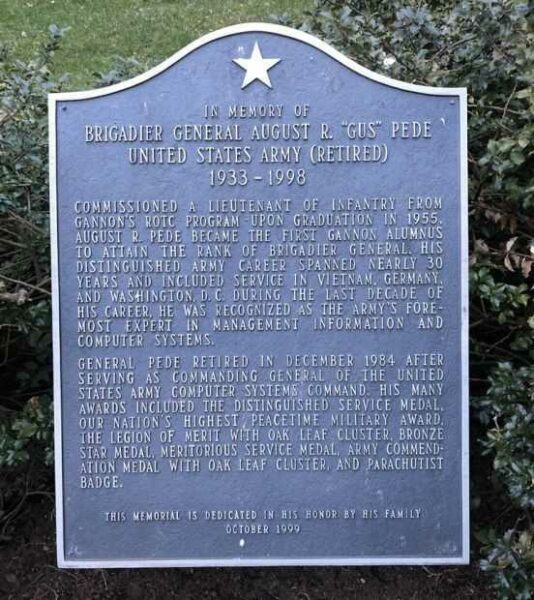 IN MEMORY OF
BRIGADIER GENERAL AUGUST R. "GUS" PEDE
UNITED STATES ARMY (RETIRED)
1933 - 1998
COMMISSIONED A LIEUTENANT OF INFANTRY FROM
GANNON'S ROTC PROGRAM UPON GRADUATION IN 1955,
AUGUST R. PEDE BECAME THE FIRST GANNON ALUMNUS
TO ATTAIN THE RANK OF BRIGADIER GENERAL. HIS
DISTINGUISHED ARMY CAREER SPANNED NEARLY 30
YEARS AND INCLUDED SERVICE IN VIETNAM, GERMANY,
AND WASHINGTON, D.C. DURING THE LAST DECADE OF
HIS CAREER, HE WAS RECOGNIZED AS THE ARMY'S FORE-
MOST EXPERT IN MANAGEMENT INFORMATION AND
COMPUTER SYSTEMS.
GENERAL PEDE RETIRED IN DECEMBER 1984 AFTER
SERVING AS COMMANDING GENERAL OF THE UNITED
STATES ARMY COMPUTER SYSTEMS COMMAND. HIS MANY
AWARDS INCLUDED THE DISTINGUISHED SERVICE MEDAL,
OUR NATION'S HIGHEST PEACETIME MILITARY AWARD,
THE LEGION OF MERIT WITH OAK LEAF CLUSTER, BRONZE
STAR MEDAL, MERITORIOUS SERVICE MEDAL, ARMY COMMEND-
ATION MEDAL WITH OAK LEAF CLUSTER, AND PARACHUTIST
BADGE.
THIS MEMORIAL IS DEDICATED IN HIS HONOR BY HIS FAMILY
OCTOBER 1999